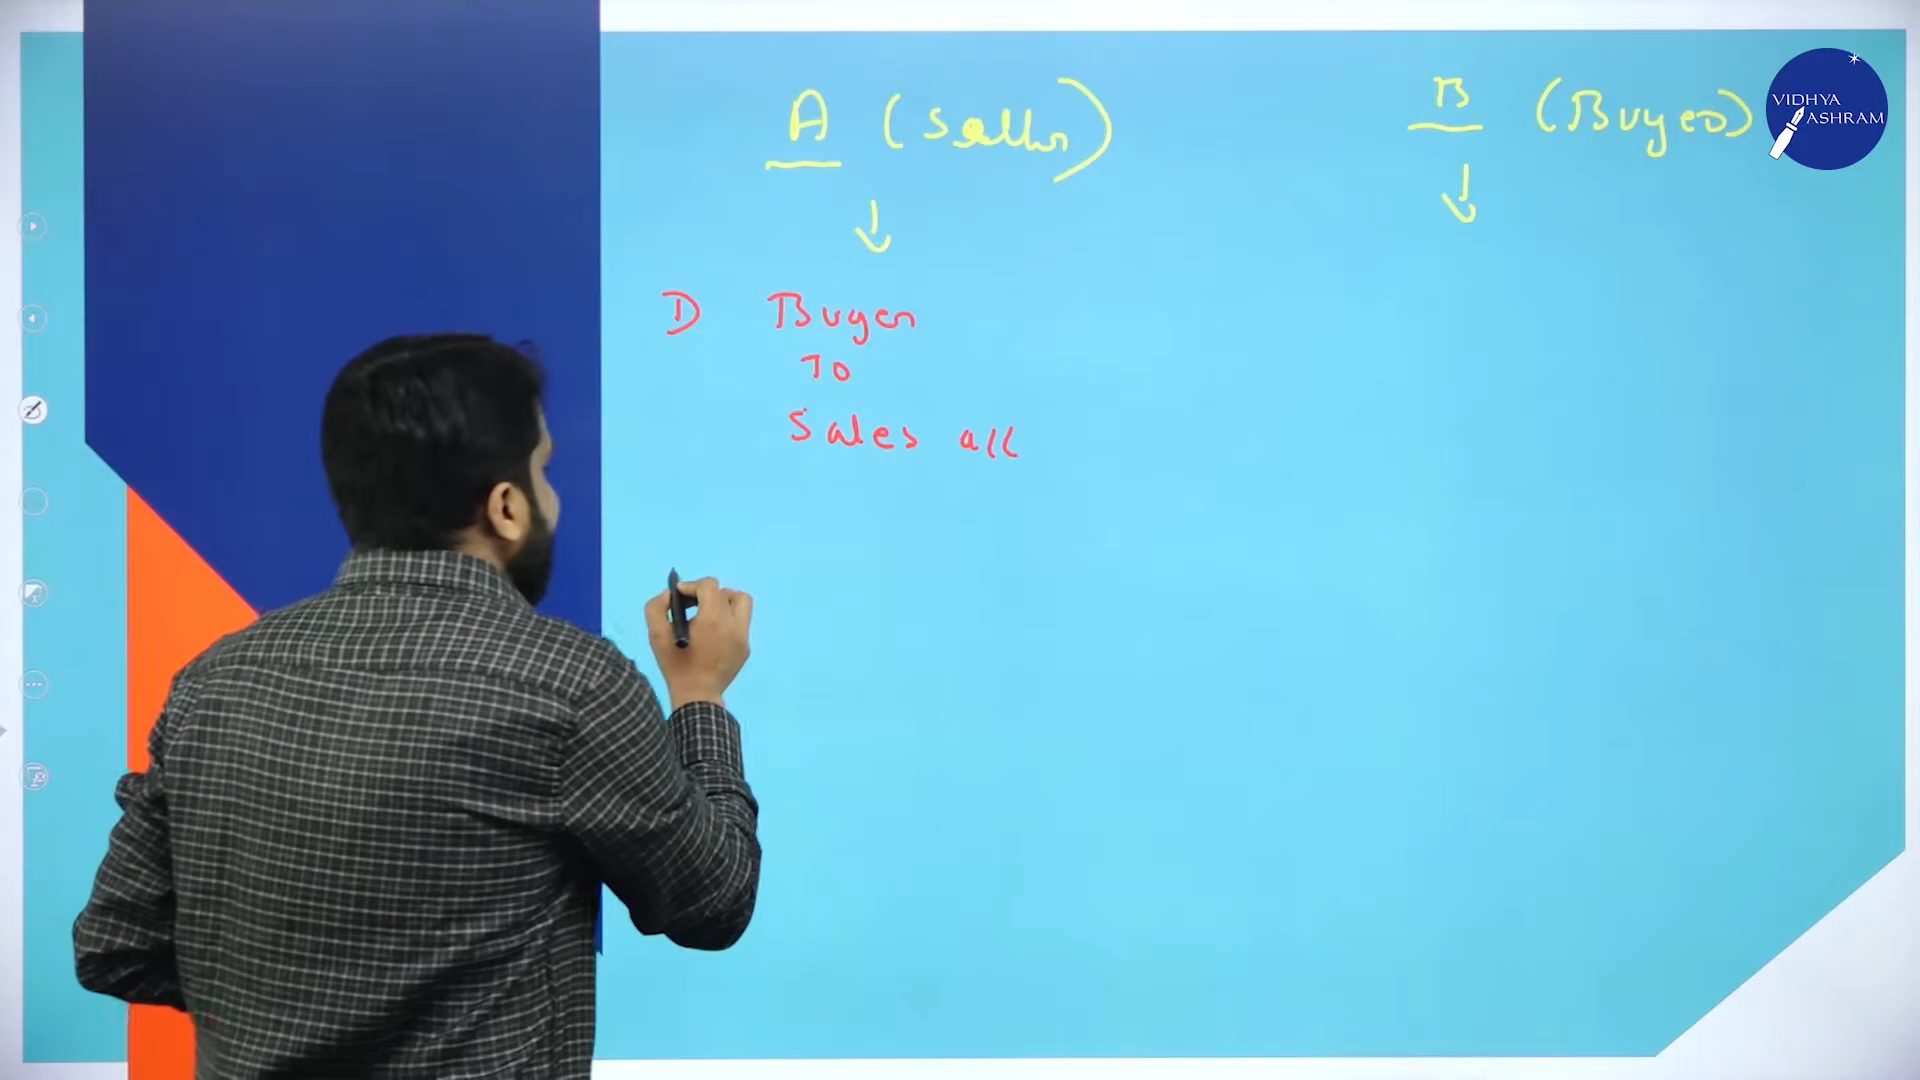 A (Seller)
B (Buyer)
VIDHYA
ASHRAM
D Buyer
To
Sales a/c